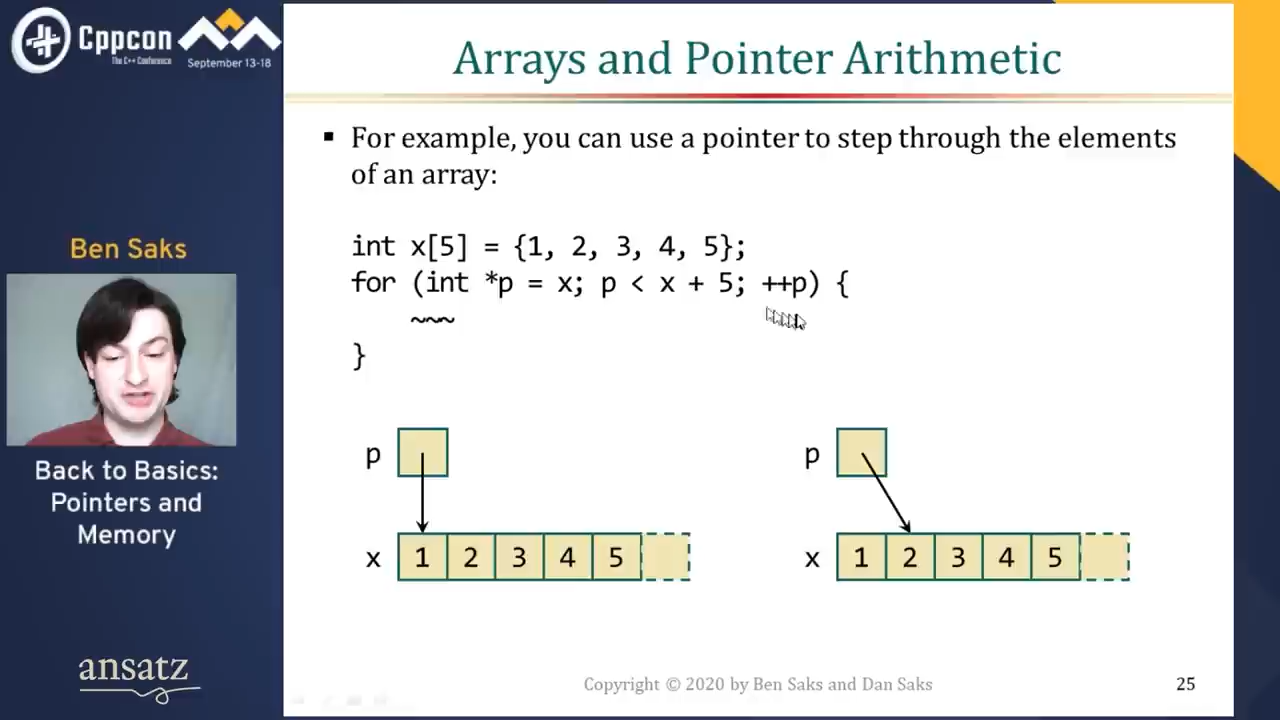 Cppcon
The C++ Conference
September 13-18
Ben Saks
Back to Basics:
Pointers and
Memory
ansatz
Arrays and Pointer Arithmetic
▪ For example, you can use a pointer to step through the elements
of an array:
int x[5] = {1, 2, 3, 4, 5};
for (int *p = x; p < x + 5; ++p) {
~~~
}
p
x 1 2 3 4 5
p
x 1 2 3 4 5
Copyright © 2020 by Ben Saks and Dan Saks
25